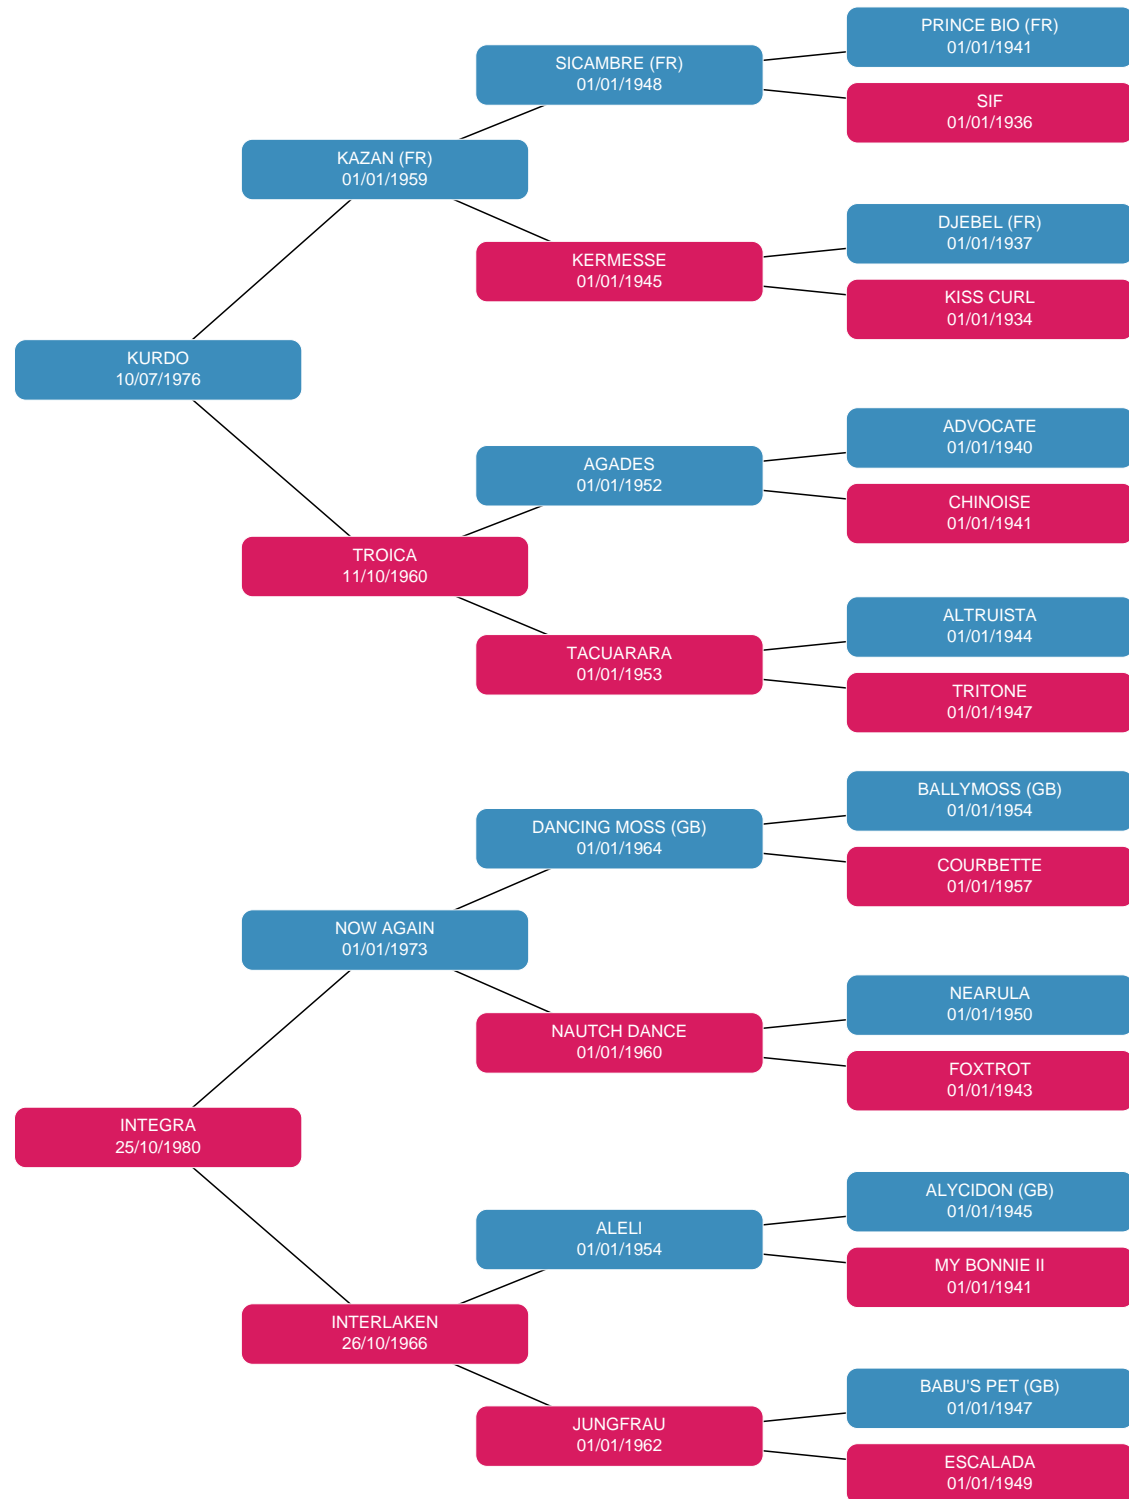 PRINCE BIO (FR)
01/01/1941
SICAMBRE (FR)
01/01/1948
SIF
01/01/1936
KAZAN (FR)
01/01/1959
DJEBEL (FR)
01/01/1937
KERMESSE
01/01/1945
KISS CURL
01/01/1934
KURDO
10/07/1976
ADVOCATE
01/01/1940
AGADES
01/01/1952
CHINOISE
01/01/1941
TROICA
11/10/1960
ALTRUISTA
01/01/1944
TACUARARA
01/01/1953
TRITONE
01/01/1947
BALLYMOSS (GB)
01/01/1954
DANCING MOSS (GB)
01/01/1964
COURBETTE
01/01/1957
NOW AGAIN
01/01/1973
NEARULA
01/01/1950
NAUTCH DANCE
01/01/1960
FOXTROT
01/01/1943
INTEGRA
25/10/1980
ALYCIDON (GB)
01/01/1945
ALELI
01/01/1954
MY BONNIE II
01/01/1941
INTERLAKEN
26/10/1966
BABU'S PET (GB)
01/01/1947
JUNGFRAU
01/01/1962
ESCALADA
01/01/1949